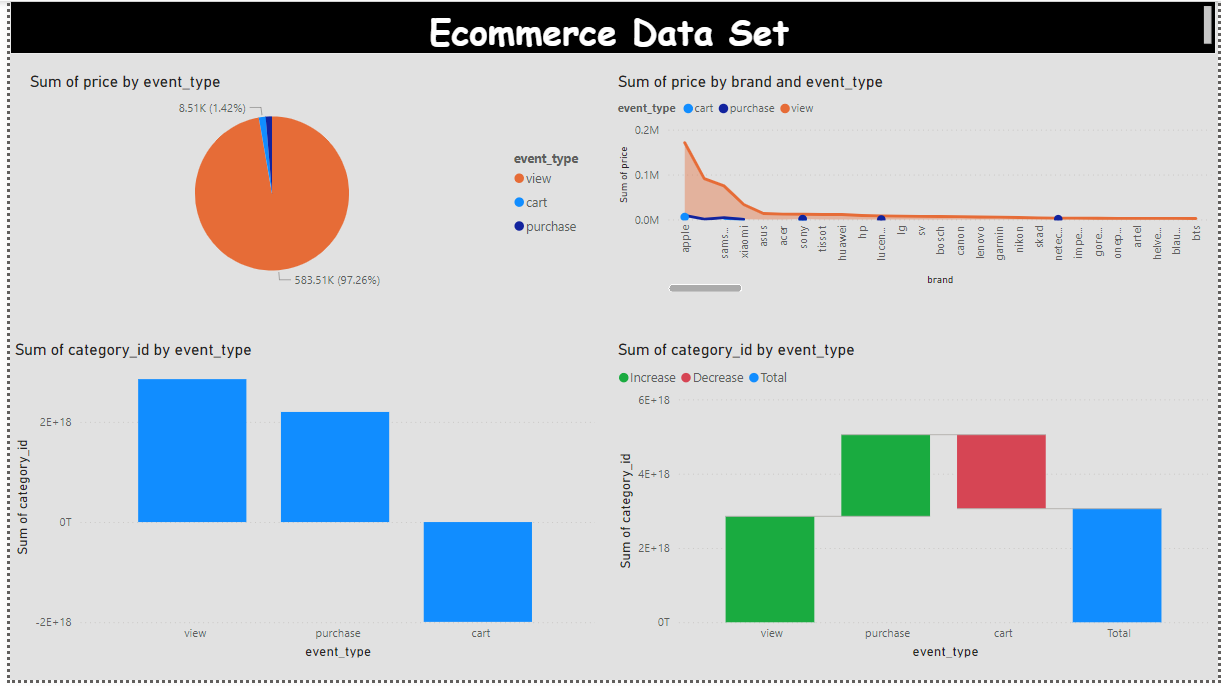 Ecommerce Data Set
Sum of price by event_type
8.51K (1.42%)
583.51K (97.26%)
event_type
view
cart
purchase
Sum of price by brand and event_type
event_type cart purchase view
Sum of price
0.2M
0.1M
0.0M
apple
sams...
xiaomi
asus
acer
sony
tissot
huawei
hp
lucen...
lg
sv
bosch
canon
lenovo
garmin
nikon
skad
netec...
impe...
gore...
onep...
artel
helve...
blau...
bts
brand
Sum of category_id by event_type
Sum of category_id
2E+18
0T
-2E+18
view purchase cart
event_type
Sum of category_id by event_type
Increase Decrease Total
Sum of category_id
6E+18
4E+18
2E+18
0T
view purchase cart Total
event_type